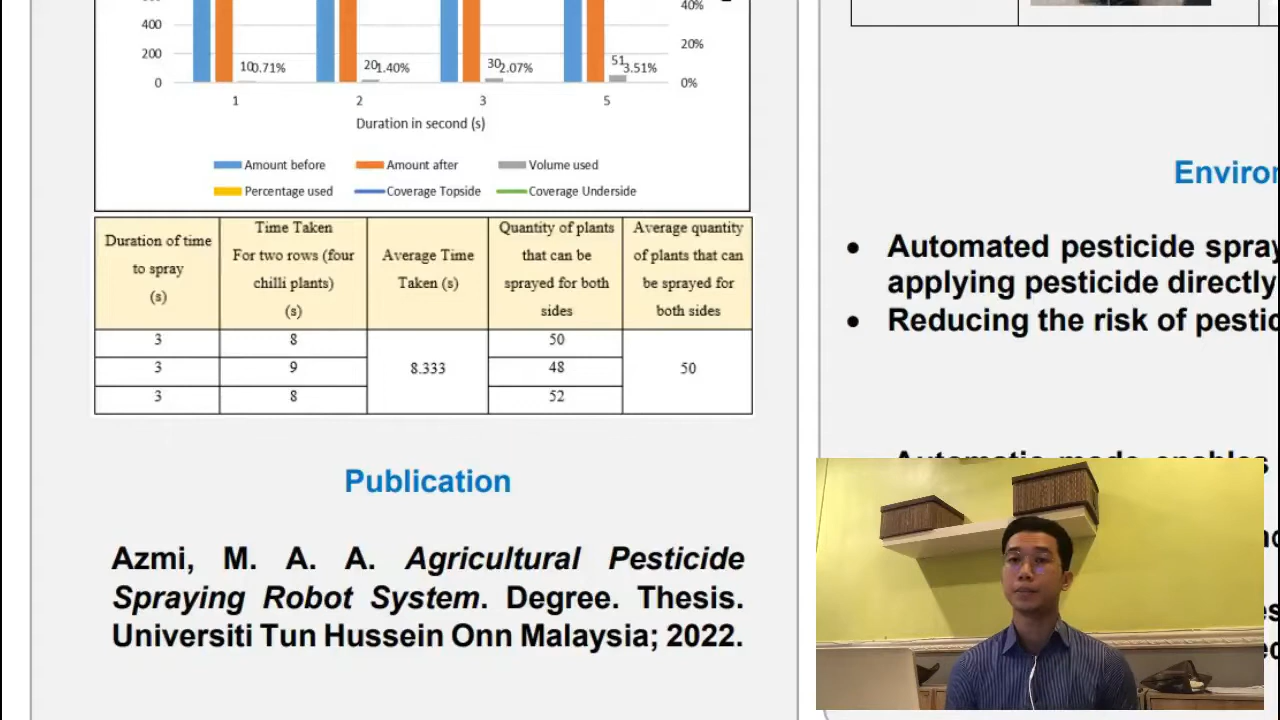 40%
400
20%
200
10 0.71%
20 1.40%
30 2.07%
51 3.51%
0
0%
1 2 3 5
Duration in second (s)
Amount before Amount after Volume used
Percentage used Coverage Topside Coverage Underside
Duration of time to spray (s)
Time Taken For two rows (four chilli plants) (s)
Average Time Taken (s)
Quantity of plants that can be sprayed for both sides
Average quantity of plants that can be sprayed for both sides
3 8 8.333 50 50
3 9 48
3 8 52
Publication
Azmi, M. A. A. Agricultural Pesticide
Spraying Robot System. Degree. Thesis.
Universiti Tun Hussein Onn Malaysia; 2022.
• Automated pesticide
applying pesticide directly
• Reducing the risk of